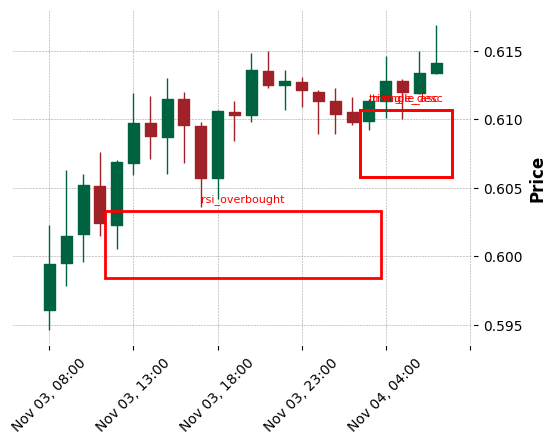 0.615
0.610
0.605
0.600
0.595
Price
rsi_overbought
Nov 03, 08:00
Nov 03, 13:00
Nov 03, 18:00
Nov 03, 23:00
Nov 04, 04:00